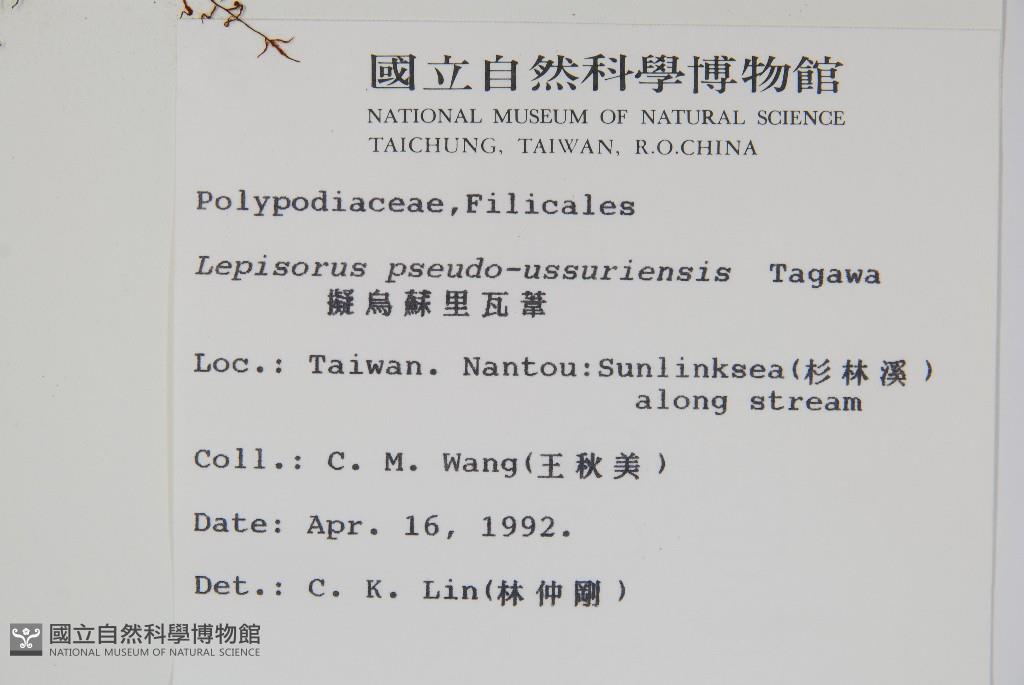 國立自然科學博物館
NATIONAL MUSEUM OF NATURAL SCIENCE
TAICHUNG, TAIWAN, R.O.CHINA
Polypodiaceae,Filicales
Lepisorus pseudo-ussuriensis Tagawa
擬烏蘇里瓦葦
Loc.: Taiwan. Nantou:Sunlinksea(杉林溪)
along stream
Coll.: C. M. Wang(王秋美)
Date: Apr. 16, 1992.
Det.: C. K. Lin(林仲剛)
國立自然科學博物館
NATIONAL MUSEUM OF NATURAL SCIENCE